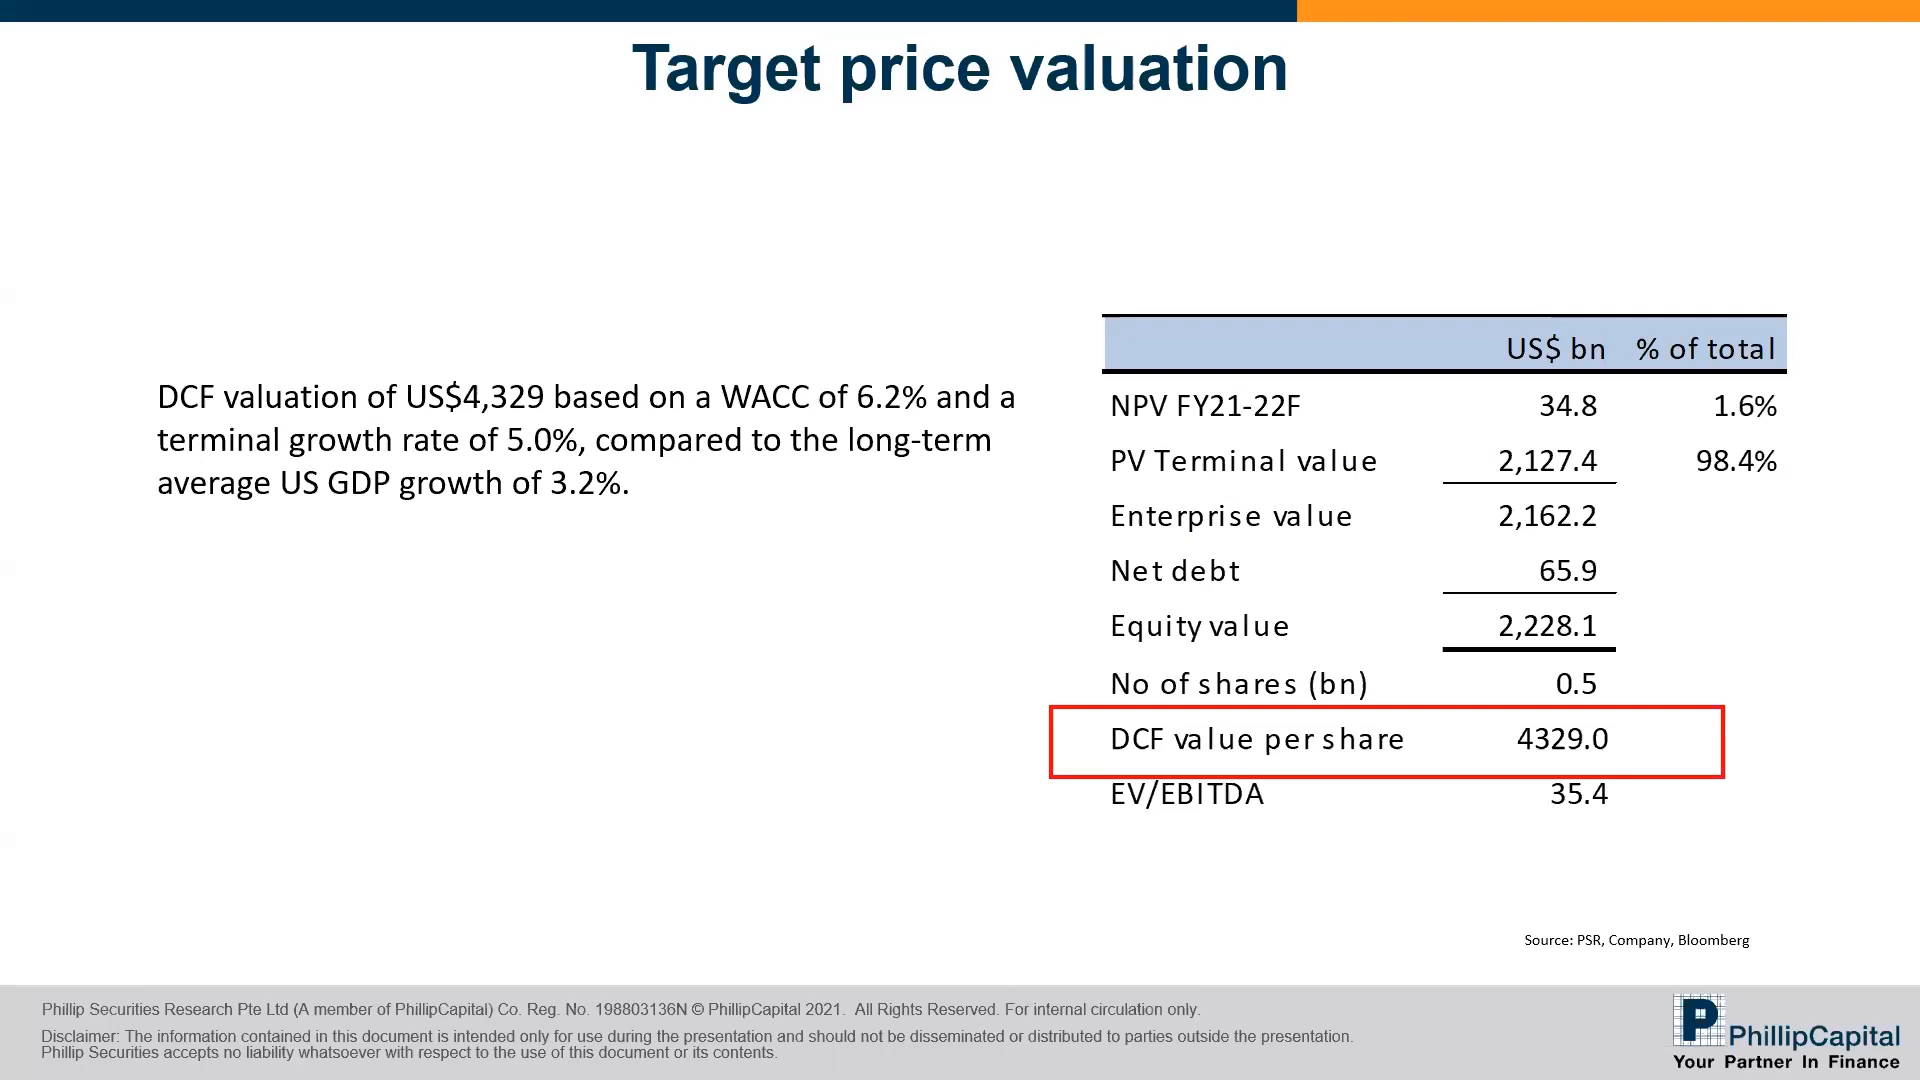 Target price valuation
DCF valuation of US$4,329 based on a WACC of 6.2% and a
terminal growth rate of 5.0%, compared to the long-term
average US GDP growth of 3.2%.
US$ bn % of total
NPV FY21-22F 34.8 1.6%
PV Terminal value 2,127.4 98.4%
Enterprise value 2,162.2
Net debt 65.9
Equity value 2,228.1
No of shares (bn) 0.5
DCF value per share 4329.0
EV/EBITDA 35.4
Source: PSR, Company, Bloomberg
Phillip Securities Research Pte Ltd (A member of PhillipCapital) Co. Reg. No. 198803136N © PhillipCapital 2021. All Rights Reserved. For internal circulation only.
Disclaimer: The information contained in this document is intended only for use during the presentation and should not be disseminated or distributed to parties outside the presentation.
Phillip Securities accepts no liability whatsoever with respect to the use of this document or its contents.
PhillipCapital
Your Partner In Finance